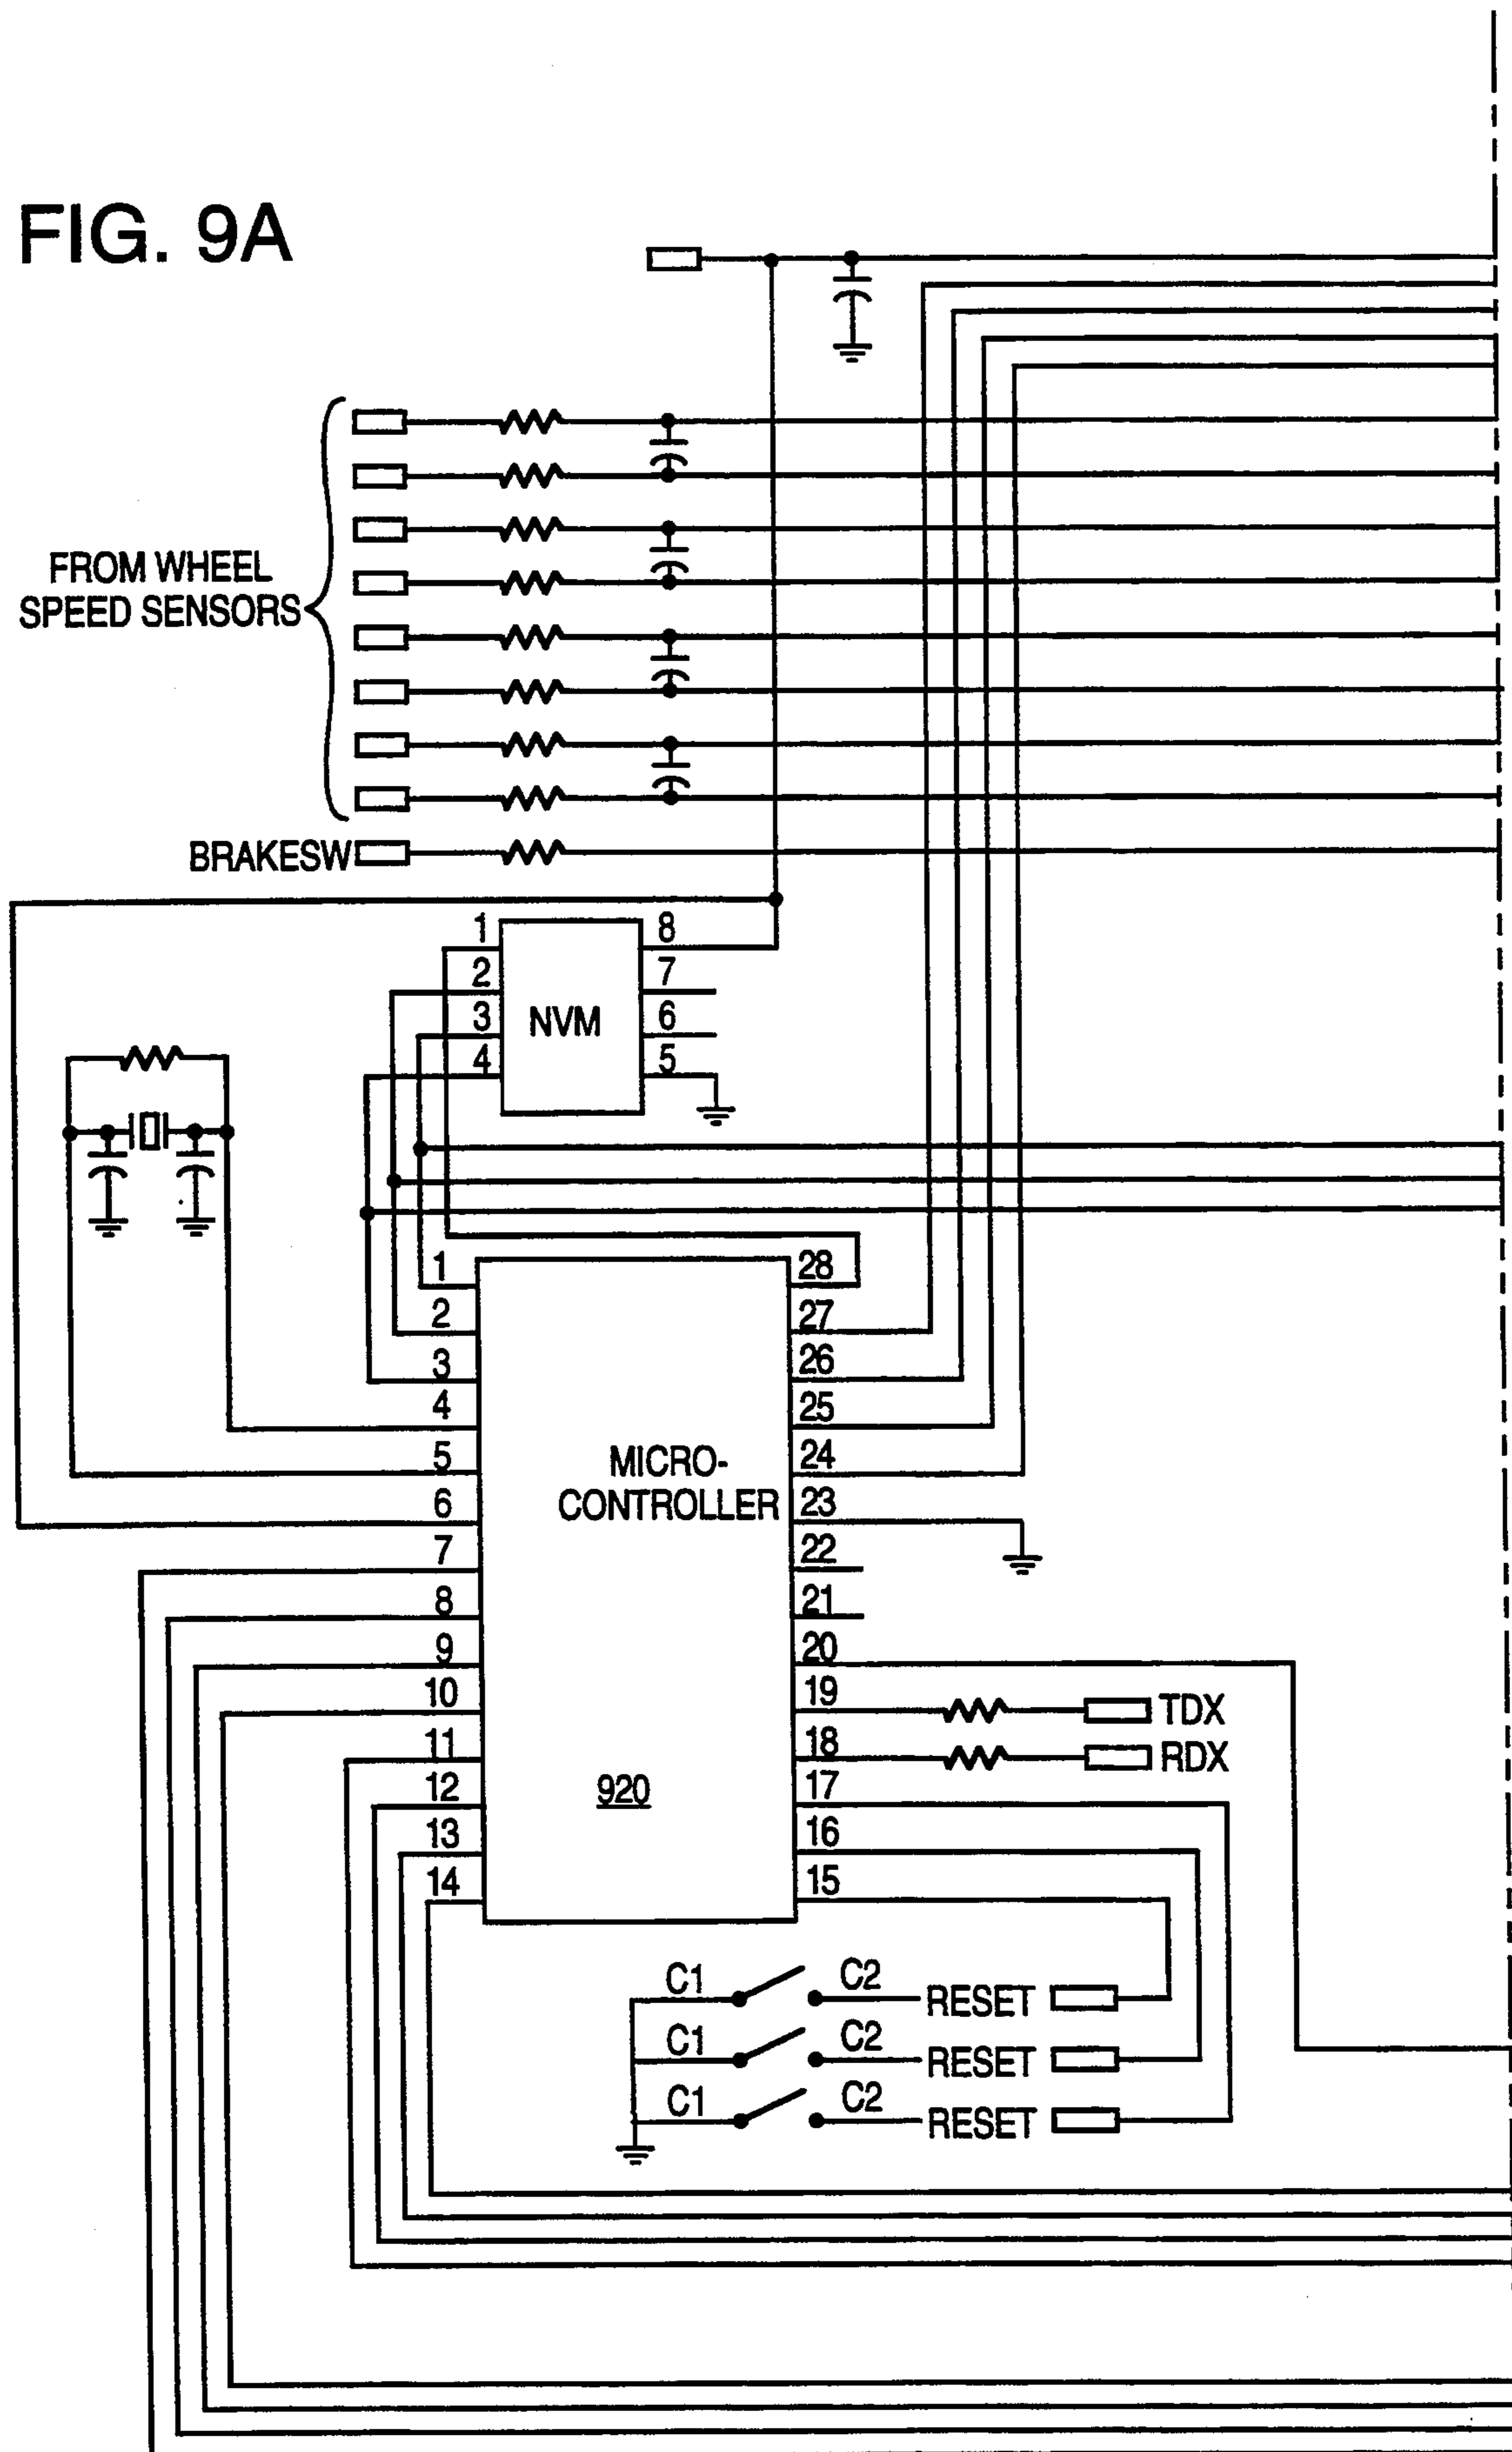 FIG. 9A
FROM WHEEL
SPEED SENSORS
BRAKESW
1 8
2 7
3 6
NVM
4 5
1 28
2 27
3 26
4 25
5 24
MICRO-
CONTROLLER
6 23
7 22
8 21
9 20
10 19 TDX
11 18 RDX
12 17
920
13 16
14 15
C1 C2 RESET
C1 C2 RESET
C1 C2 RESET